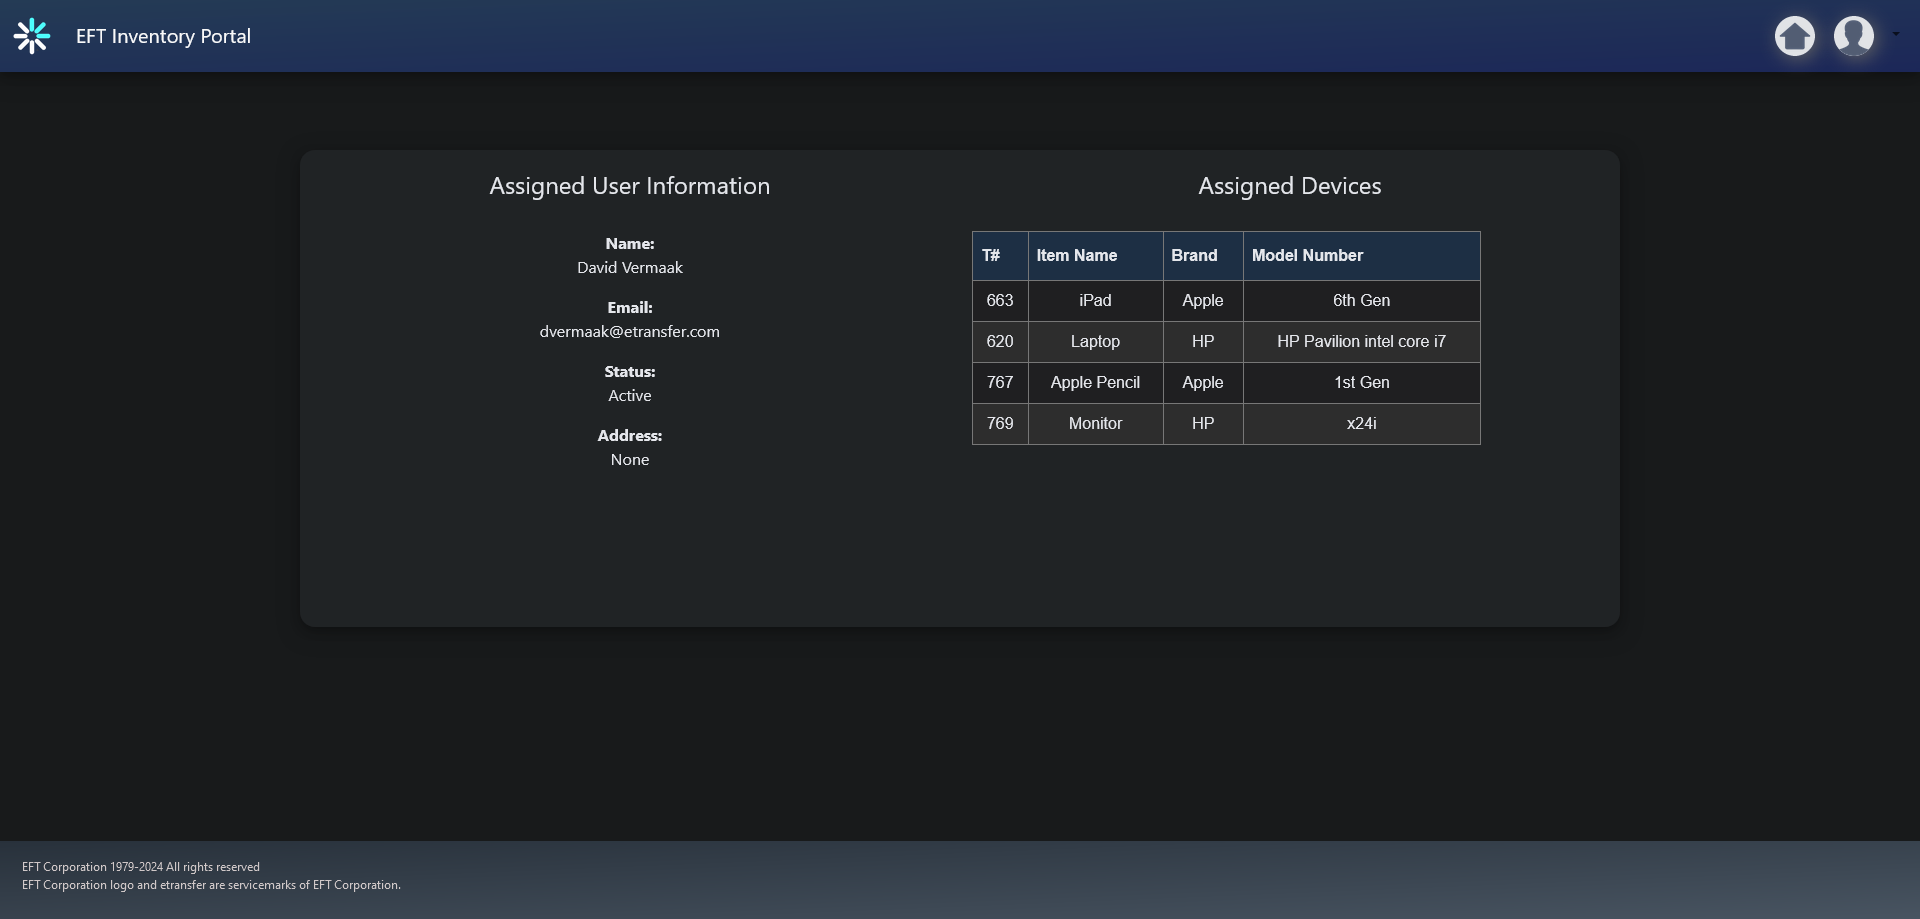 EFT Inventory Portal
Assigned User Information
Name:
David Vermaak
Email:
dvermaak@etransfer.com
Status:
Active
Address:
None
Assigned Devices
T# Item Name Brand Model Number
663 iPad Apple 6th Gen
620 Laptop HP HP Pavilion intel core i7
767 Apple Pencil Apple 1st Gen
769 Monitor HP x24i
EFT Corporation 1979-2024 All rights reserved
EFT Corporation logo and etransfer are servicemarks of EFT Corporation.